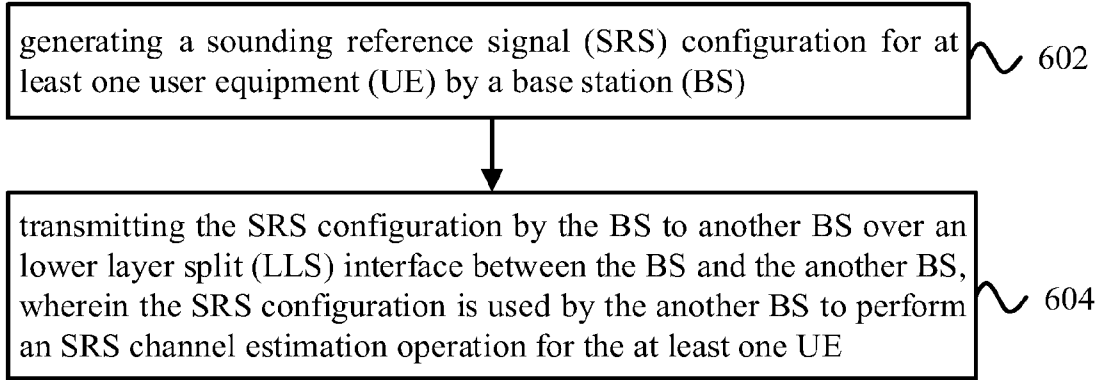 generating a sounding reference signal (SRS) configuration for at
least one user equipment (UE) by a base station (BS)
602
transmitting the SRS configuration by the BS to another BS over an
lower layer split (LLS) interface between the BS and the another BS,
wherein the SRS configuration is used by the another BS to perform
an SRS channel estimation operation for the at least one UE
604